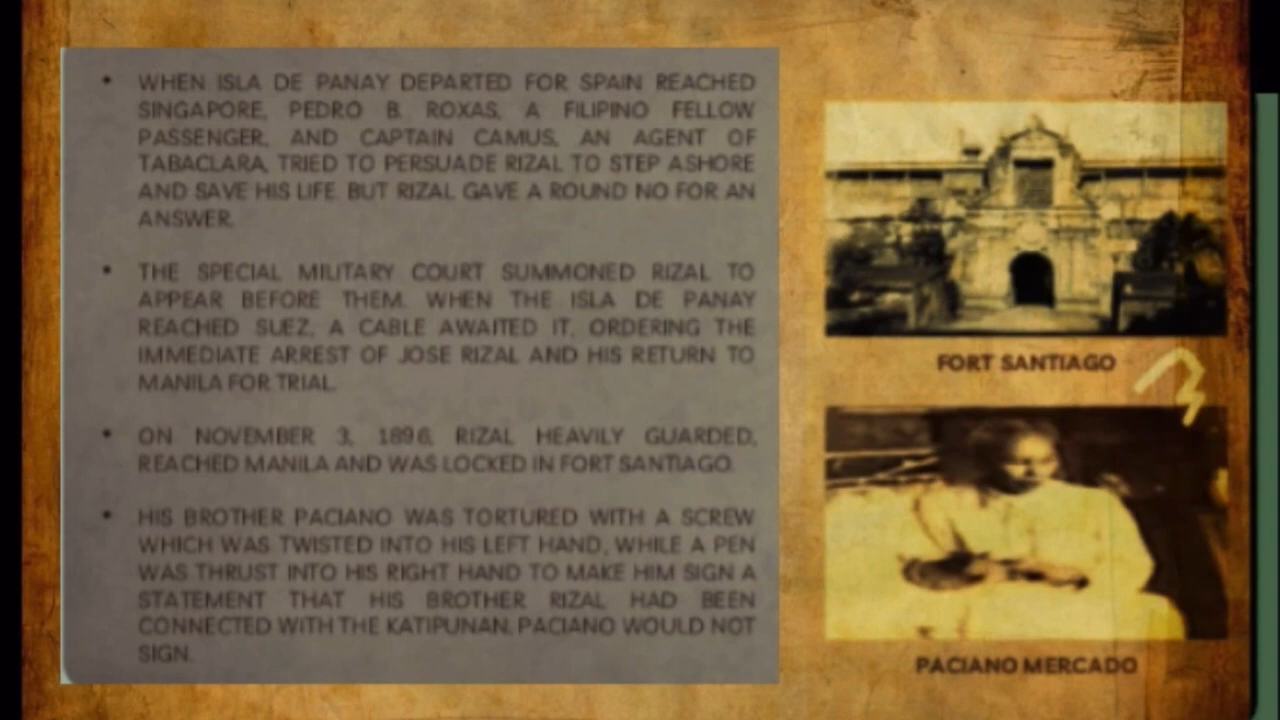 • WHEN ISLA DE PANAY DEPARTED FOR SPAIN REACHED
SINGAPORE, PEDRO B. ROXAS, A FILIPINO FELLOW
PASSENGER, AND CAPTAIN CAMUS, AN AGENT OF
TABACLARA, TRIED TO PERSUADE RIZAL TO STEP ASHORE
AND SAVE HIS LIFE. BUT RIZAL GAVE A ROUND NO FOR AN
ANSWER.
• THE SPECIAL MILITARY COURT SUMMONED RIZAL TO
APPEAR BEFORE THEM. WHEN THE ISLA DE PANAY
REACHED SUEZ, A CABLE AWAITED IT, ORDERING THE
IMMEDIATE ARREST OF JOSE RIZAL AND HIS RETURN TO
MANILA FOR TRIAL.
• ON NOVEMBER 3, 1896, RIZAL HEAVILY GUARDED,
REACHED MANILA AND WAS LOCKED IN FORT SANTIAGO.
• HIS BROTHER PACIANO WAS TORTURED WITH A SCREW
WHICH WAS TWISTED INTO HIS LEFT HAND, WHILE A PEN
WAS THRUST INTO HIS RIGHT HAND TO MAKE HIM SIGN A
STATEMENT THAT HIS BROTHER RIZAL HAD BEEN
CONNECTED WITH THE KATIPUNAN. PACIANO WOULD NOT
SIGN.
FORT SANTIAGO
PACIANO MERCADO